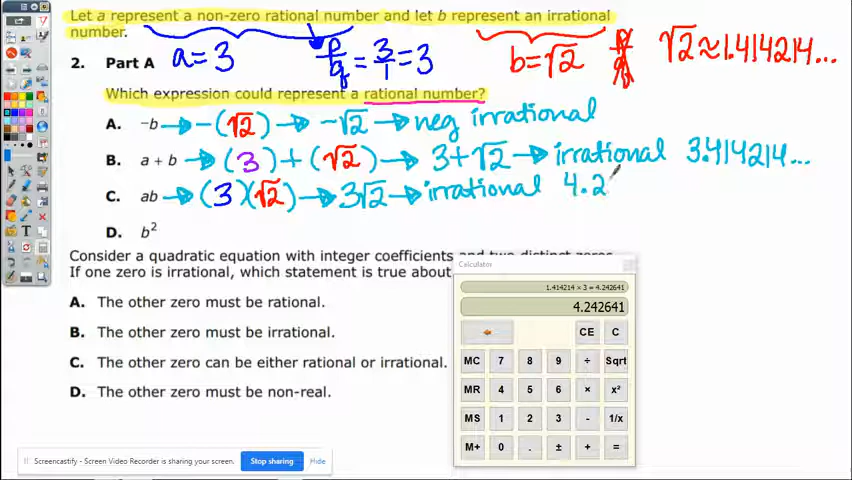 Let a represent a non-zero rational number and let b represent an irrational
number.
a = 3 p/q = 3/1 = 3 b = √2 p/q √2 ≈ 1.414214...
2. Part A
Which expression could represent a rational number?
A. −b → −(√2) → −√2 → neg irrational
B. a + b → (3) + (√2) → 3 + √2 → irrational 3.414214...
C. ab → (3)(√2) → 3√2 → irrational 4.2
D. b²
Consider a quadratic equation with integer coefficients and two distinct zeros.
If one zero is irrational, which statement is true about
A. The other zero must be rational.
B. The other zero must be irrational.
C. The other zero can be either rational or irrational.
D. The other zero must be non-real.
Calculator
1.414214 × 3 = 4.242641
4.242641
CE C
MC 7 8 9 ÷ Sqrt
MR 4 5 6 × x²
MS 1 2 3 - 1/x
M+ 0 . ± + =
Screencastify - Screen Video Recorder is sharing your screen. Stop sharing Hide